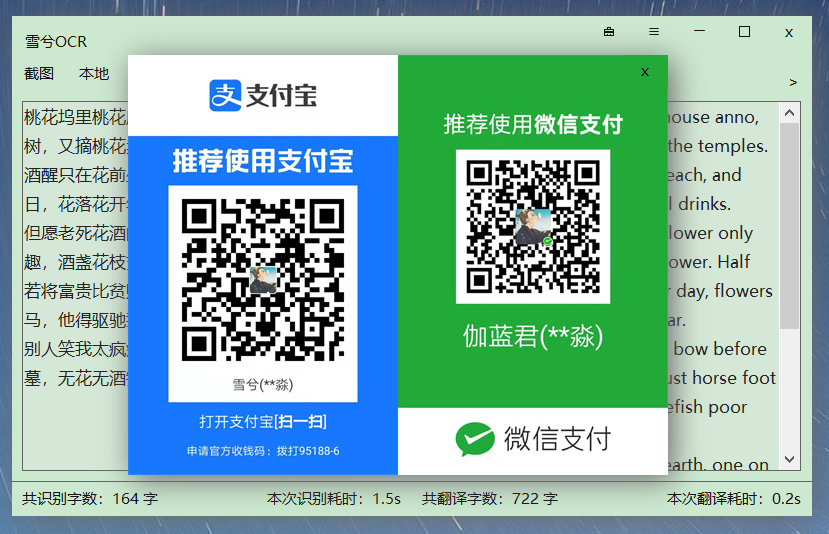 雪兮OCR
截图 本地
>
x
支付宝
推荐使用支付宝
雪兮(**淼)
打开支付宝[扫一扫]
申请官方收钱码：拨打95188-6
x
推荐使用微信支付
伽蓝君(**淼)
微信支付
桃花坞里桃花
树，又摘桃花
酒醒只在花前
日，花落花开
但愿老死花酒
趣，酒盏花枝
若将富贵比贫
马，他得驱驰
别人笑我太疯
墓，无花无酒
house anno,
the temples.
each, and
drinks.
flower only
ower. Half
day, flowers
ar.
bow before
ust horse foot
efish poor
earth, one on
共识别字数：164 字 本次识别耗时：1.5s 共翻译字数：722 字 本次翻译耗时：0.2s